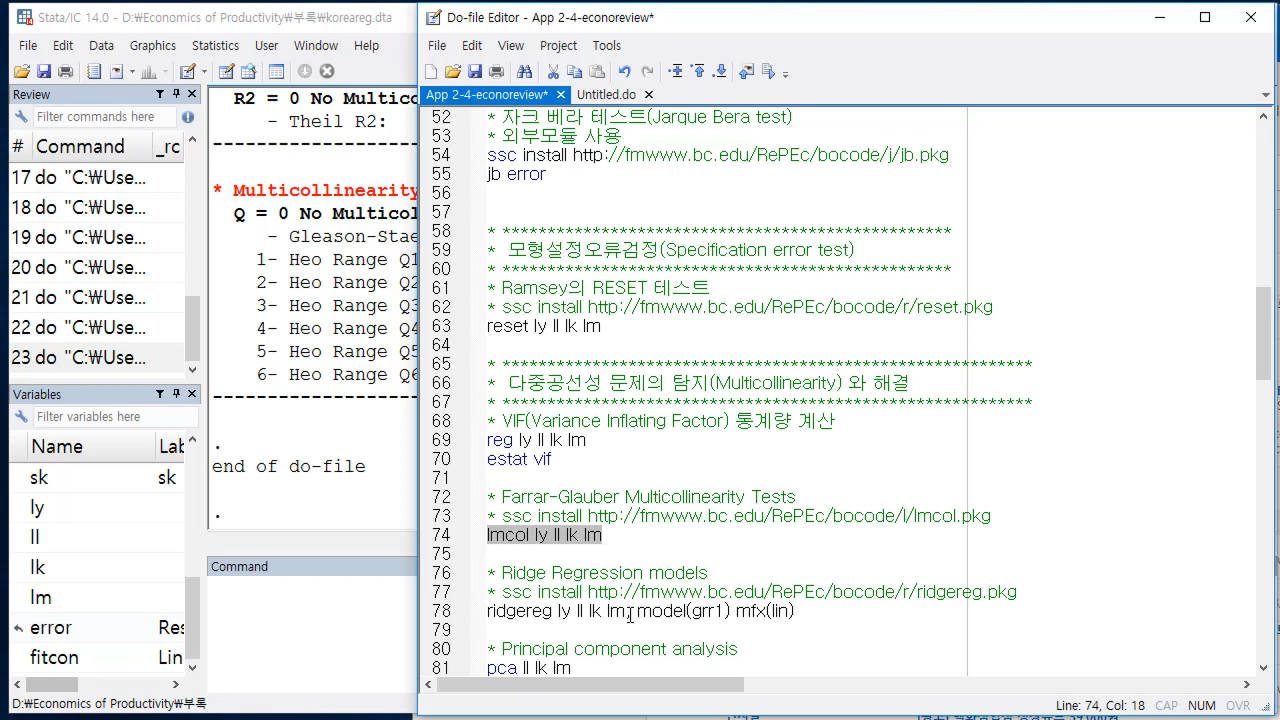 Stata/IC 14.0 - D:₩Economics of Productivity₩부록₩koreareg.dta
File Edit Data Graphics Statistics User Window Help
Review
Filter commands here
# Command _rc
17 do "C:₩Use...
18 do "C:₩Use...
19 do "C:₩Use...
20 do "C:₩Use...
21 do "C:₩Use...
22 do "C:₩Use...
23 do "C:₩Use...
Variables
Filter variables here
Name Lab
sk sk
ly
ll
lk
lm
error Res
fitcon Lin
D:₩Economics of Productivity₩부록
R2 = 0 No Multico
- Theil R2:
* Multicollinearity
Q = 0 No Multicol
- Gleason-Stae
1- Heo Range Q1
2- Heo Range Q2
3- Heo Range Q3
4- Heo Range Q4
5- Heo Range Q5
6- Heo Range Q6
.
end of do-file
.
Command
Do-file Editor - App 2-4-econoreview*
File Edit View Project Tools
App 2-4-econoreview* Untitled.do
52 * 자크 베라 테스트(Jarque Bera test)
53 * 외부모듈 사용
54 ssc install http://fmwww.bc.edu/RePEc/bocode/j/jb.pkg
55 jb error
56
57
58 * **************************************************
59 * 모형설정오류검정(Specification error test)
60 * **************************************************
61 * Ramsey의 RESET 테스트
62 * ssc install http://fmwww.bc.edu/RePEc/bocode/r/reset.pkg
63 reset ly ll lk lm
64
65 * ***********************************************************
66 * 다중공선성 문제의 탐지(Multicollinearity) 와 해결
67 * ***********************************************************
68 * VIF(Variance Inflating Factor) 통계량 계산
69 reg ly ll lk lm
70 estat vif
71
72 * Farrar-Glauber Multicollinearity Tests
73 * ssc install http://fmwww.bc.edu/RePEc/bocode/l/lmcol.pkg
74 lmcol ly ll lk lm
75
76 * Ridge Regression models
77 * ssc install http://fmwww.bc.edu/RePEc/bocode/r/ridgereg.pkg
78 ridgereg ly ll lk lm, model(grr1) mfx(lin)
79
80 * Principal component analysis
81 pca ll lk lm
Line: 74, Col: 18 CAP NUM OVR